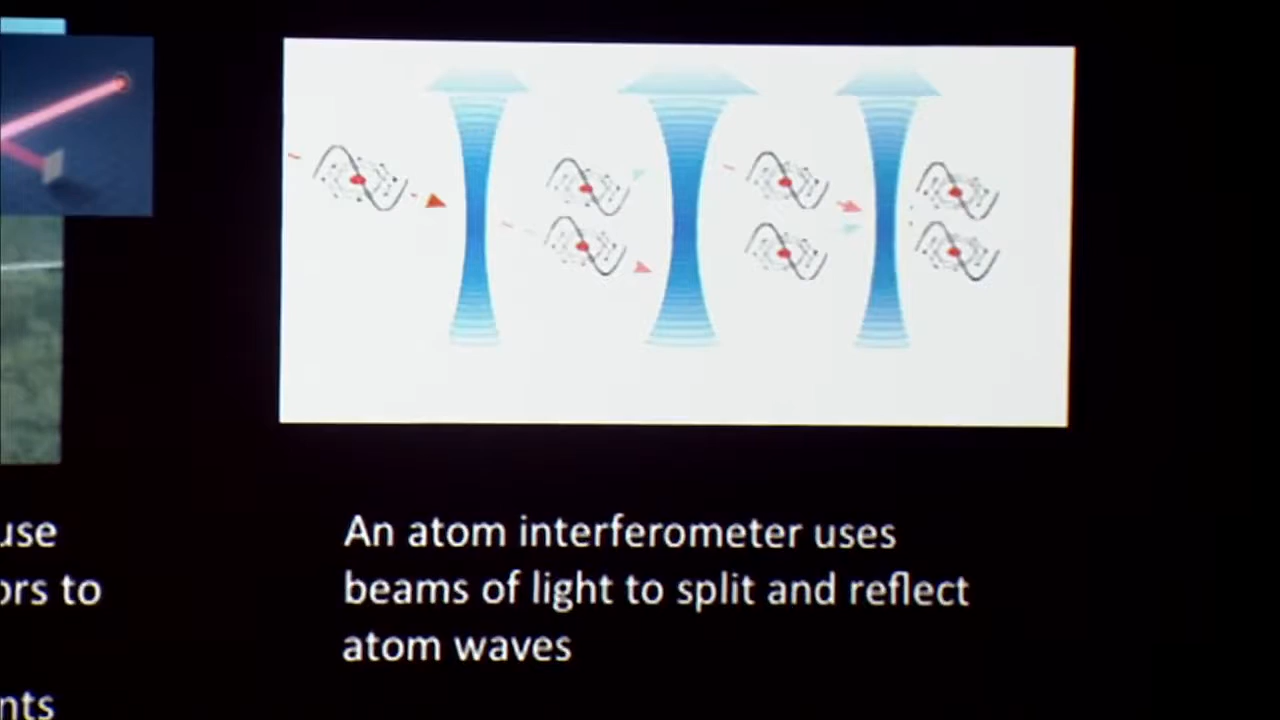 use
ors to
nts
An atom interferometer uses
beams of light to split and reflect
atom waves